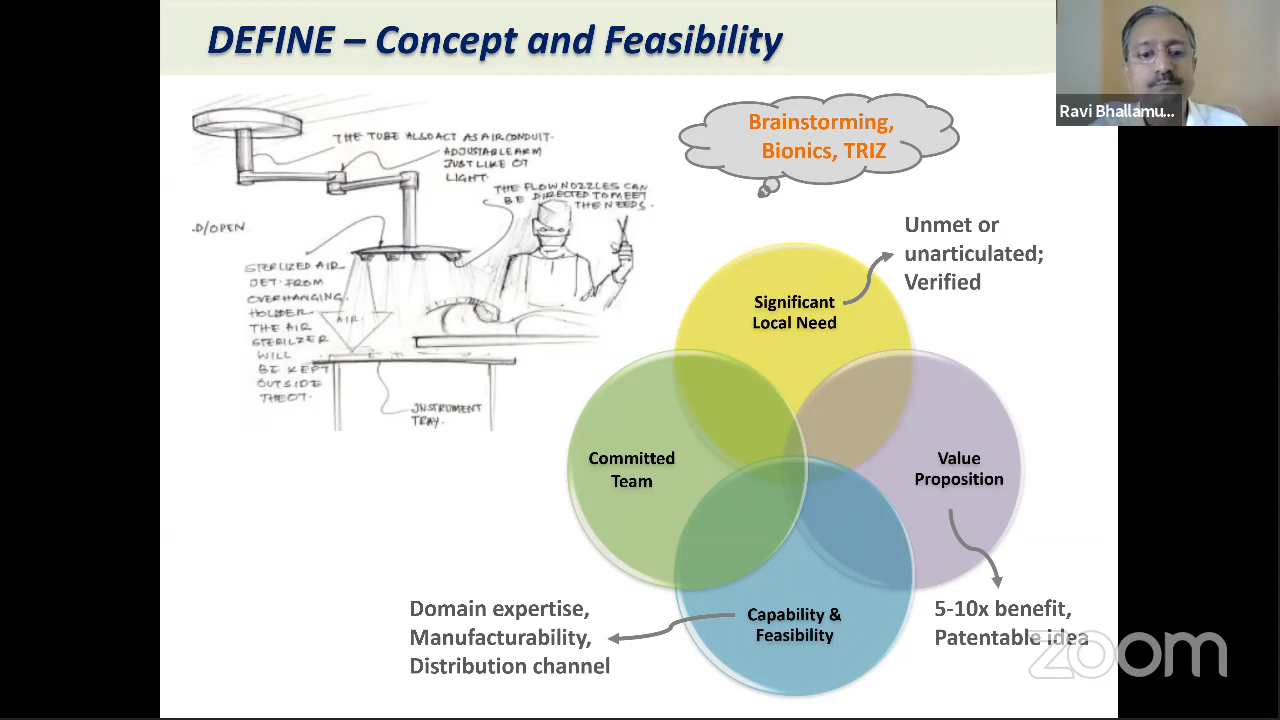 DEFINE – Concept and Feasibility
Ravi Bhallamu...
THE TUBE ALSO ACT AS AIR CONDUIT.
ADJUSTABLE ARM
JUST LIKE OT
LIGHT.
THE FLOW NOZZLES CAN
BE DIRECTED TO MEET
THE NEEDS.
.D/OPEN
STERILIZED AIR
JET FROM
OVERHANGING
HOLDER
THE AIR
STERILIZER
WILL
BE KEPT
OUTSIDE
THE OT.
AIR.
INSTRUMENT
TRAY.
Brainstorming,
Bionics, TRIZ
Unmet or
unarticulated;
Verified
Significant
Local Need
Committed
Team
Value
Proposition
Capability &
Feasibility
Domain expertise,
Manufacturability,
Distribution channel
5-10x benefit,
Patentable idea
zoom